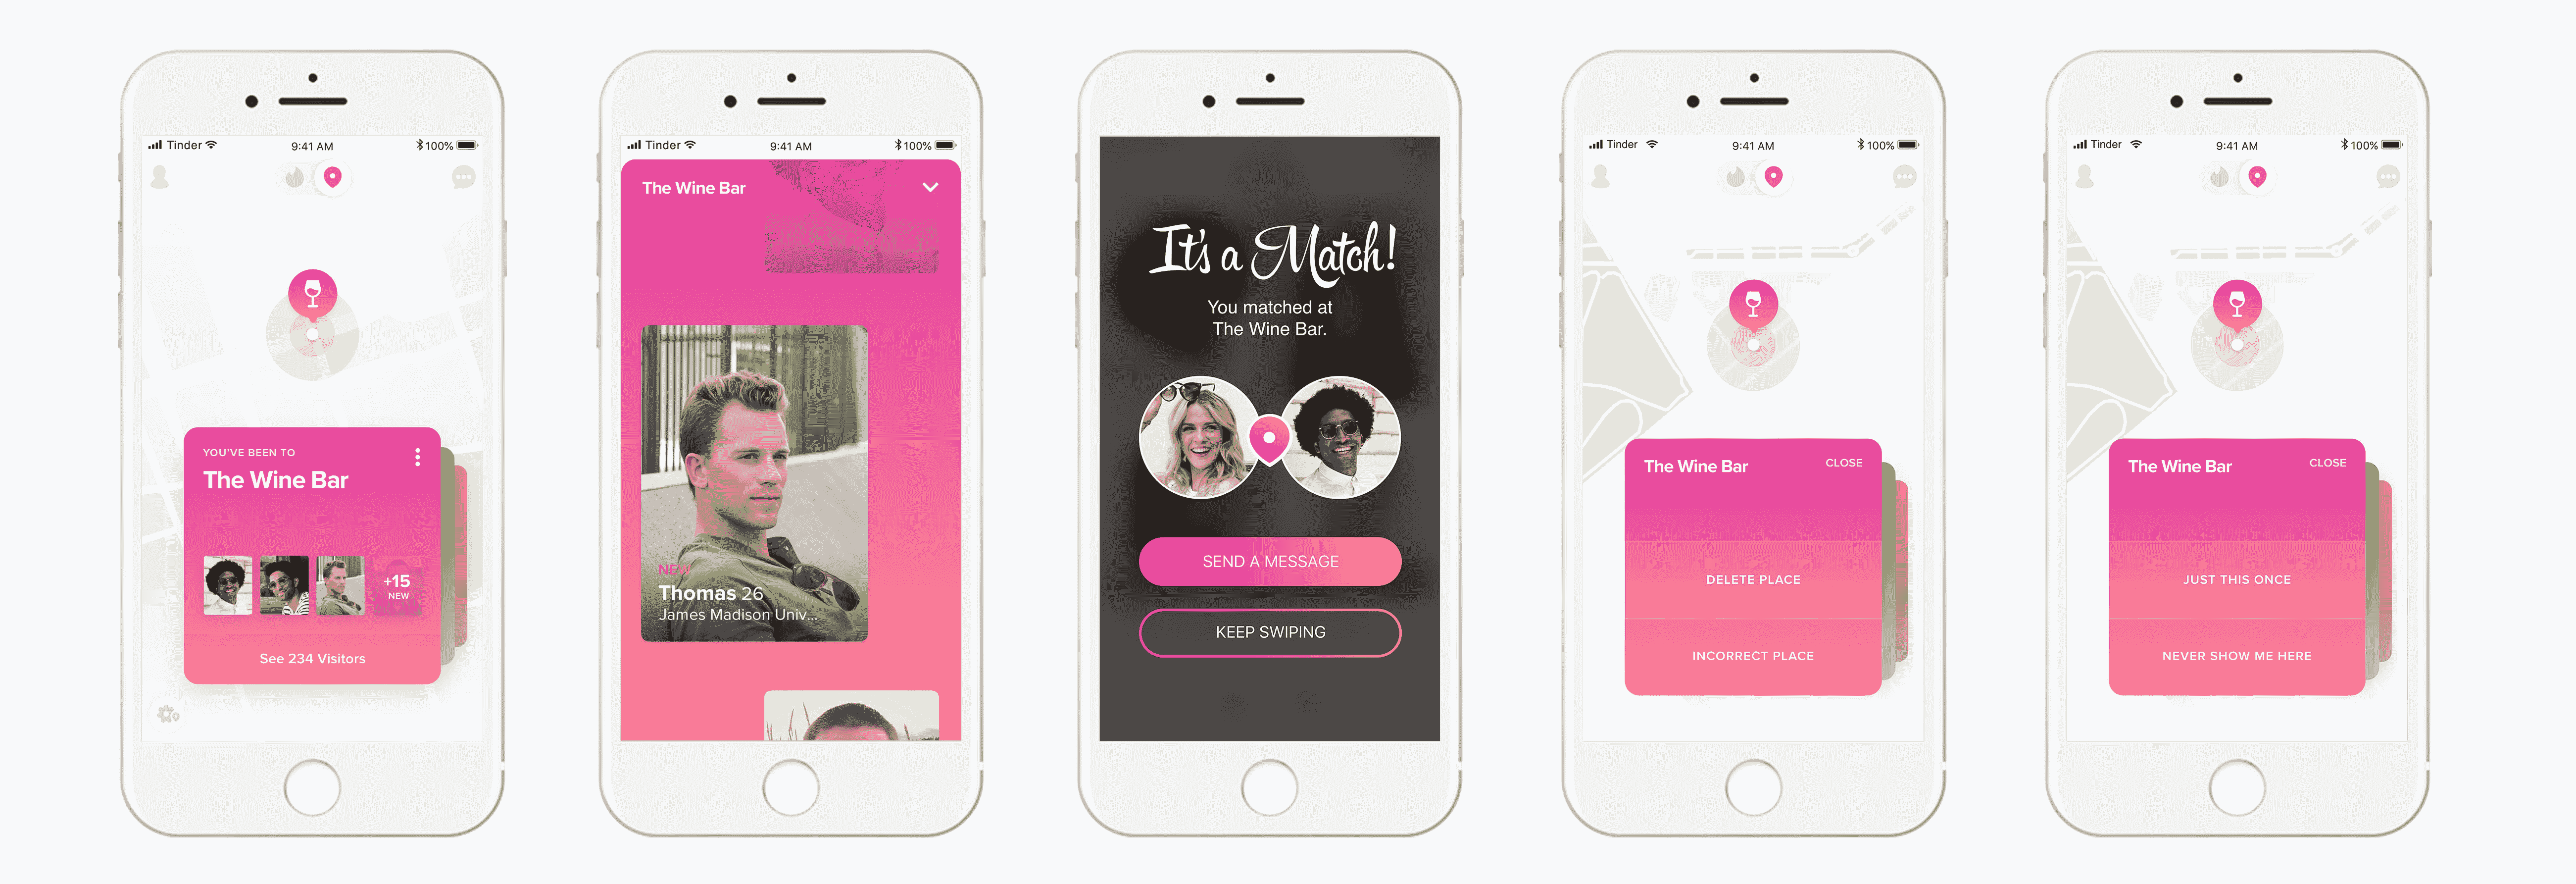 Tinder 9:41 AM 100%
YOU'VE BEEN TO
The Wine Bar
+15
NEW
See 234 Visitors
Tinder 9:41 AM 100%
The Wine Bar
NEW
Thomas 26
James Madison Univ...
It's a Match!
You matched at
The Wine Bar.
SEND A MESSAGE
KEEP SWIPING
Tinder 9:41 AM 100%
The Wine Bar CLOSE
DELETE PLACE
INCORRECT PLACE
Tinder 9:41 AM 100%
The Wine Bar CLOSE
JUST THIS ONCE
NEVER SHOW ME HERE